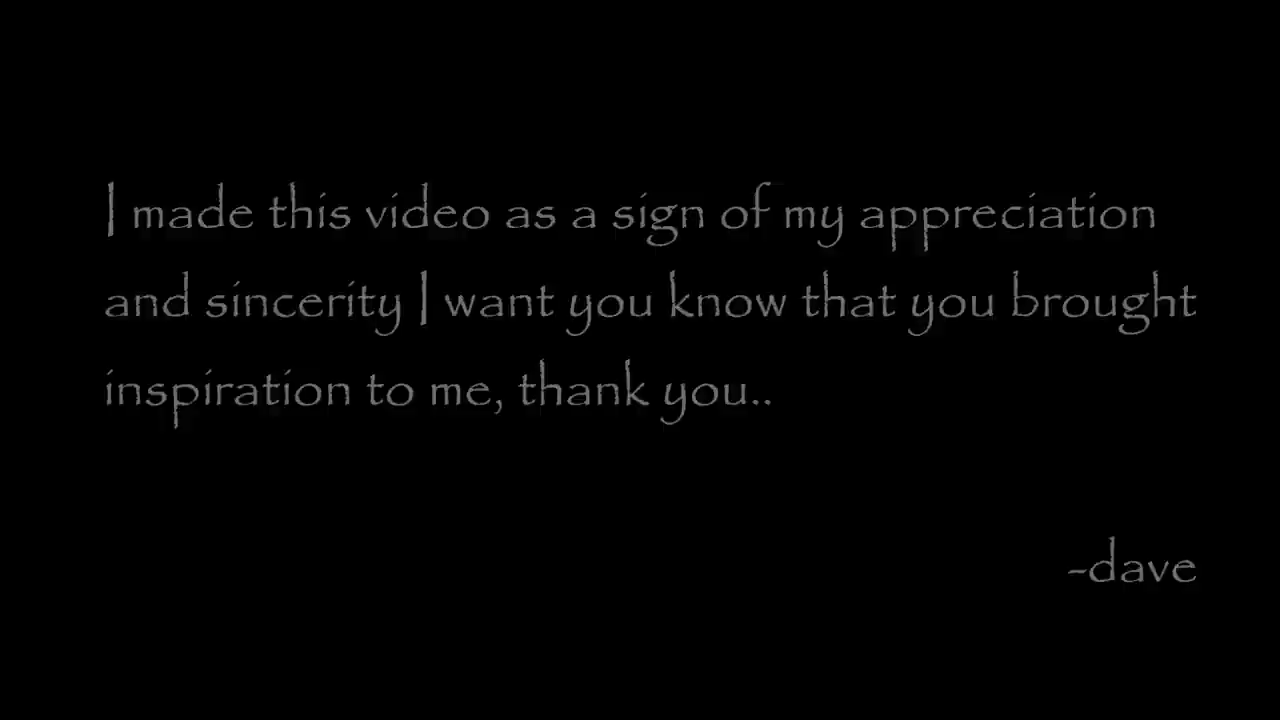 I made this video as a sign of my appreciation
and sincerity I want you know that you brought
inspiration to me, thank you..
-dave